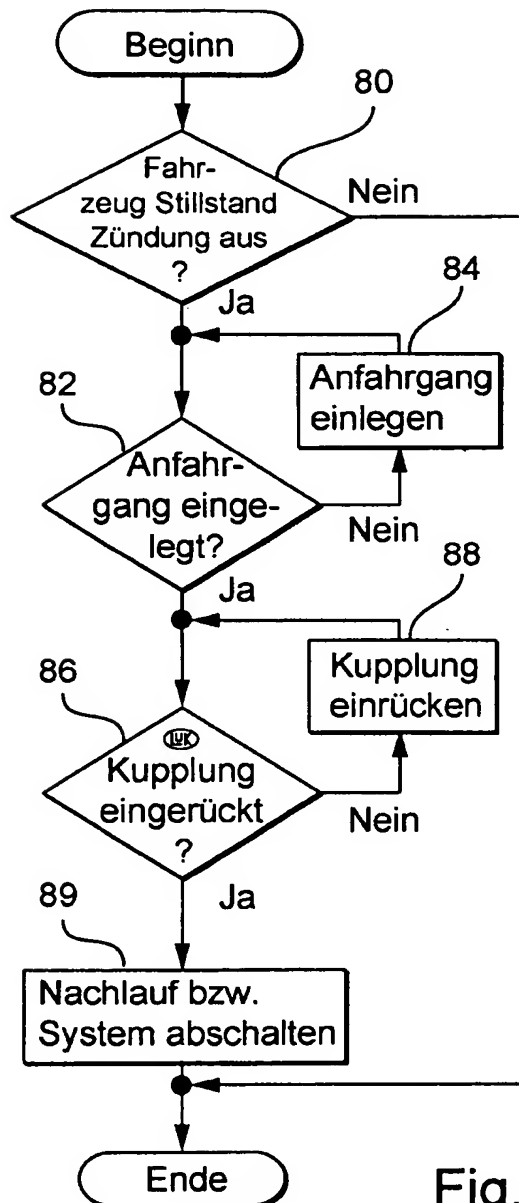 Beginn
80
Fahr-
zeug Stillstand
Zündung aus
?
Nein
Ja
84
Anfahrgang
einlegen
82
Anfahr-
gang einge-
legt?
Nein
Ja
88
Kupplung
einrücken
86
LuK
Kupplung
eingerückt
?
Nein
Ja
89
Nachlauf bzw.
System abschalten
Ende
Fig.